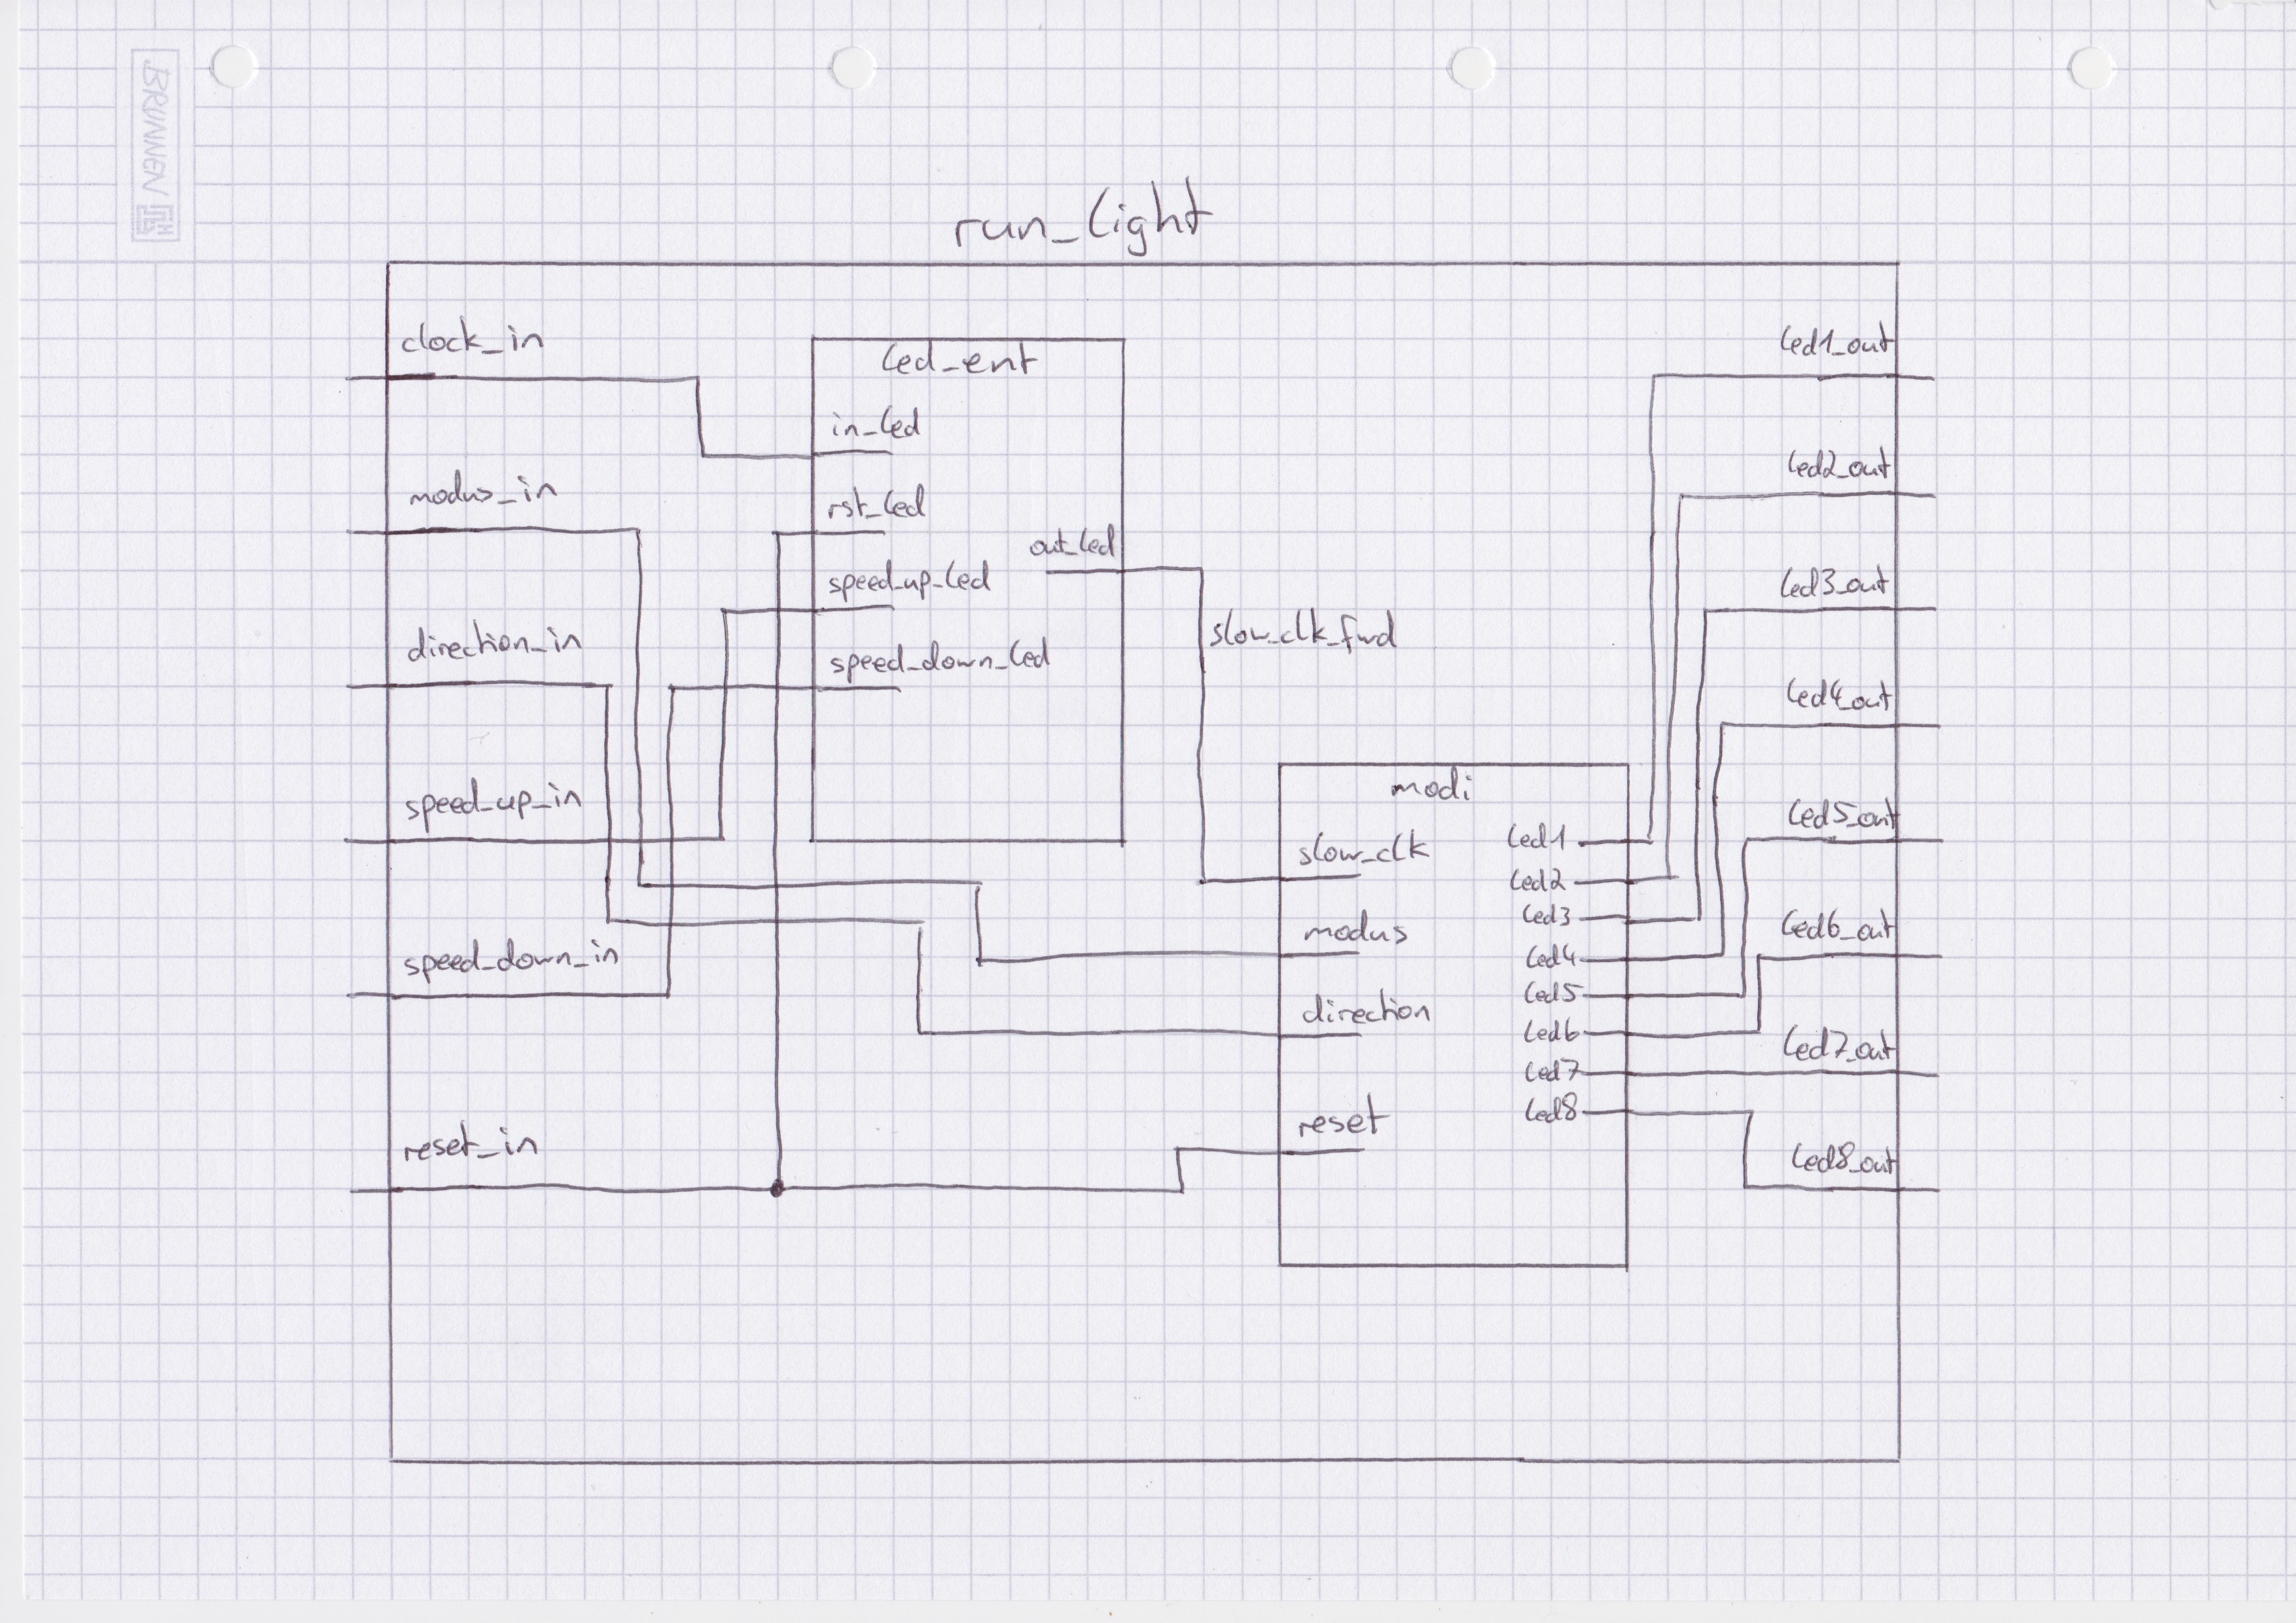 BRUNNEN
run_light
clock_in
modus_in
direction_in
speed_up_in
speed_down_in
reset_in
led_ent
in_led
rst_led
speed_up_led
speed_down_led
out_led
slow_clk_fwd
modi
slow_clk
modus
direction
reset
led1
led2
led3
led4
led5
led6
led7
led8
led1_out
led2_out
led3_out
led4_out
led5_out
led6_out
led7_out
led8_out